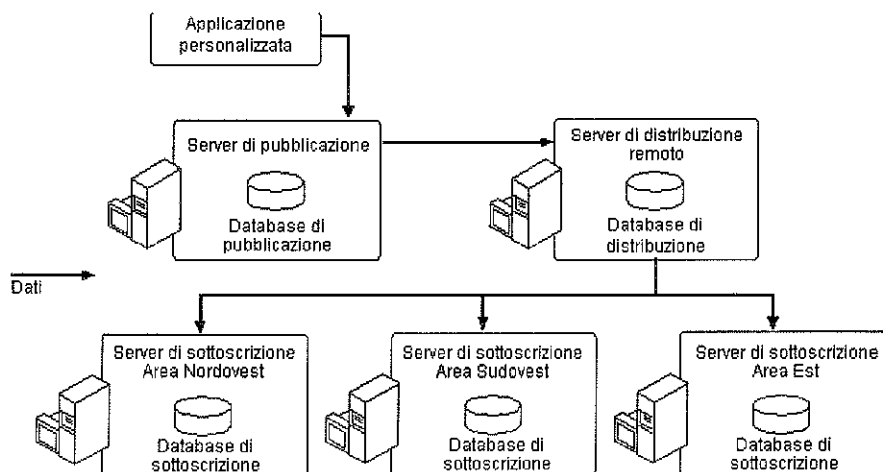 Applicazione
personalizzata
Server di pubblicazione
Database di
pubblicazione
Server di distribuzione
remoto
Database di
distribuzione
Dati
Server di sottoscrizione
Area Nordovest
Database di
sottoscrizione
Server di sottoscrizione
Area Sudovest
Database di
sottoscrizione
Server di sottoscrizione
Area Est
Database di
sottoscrizione